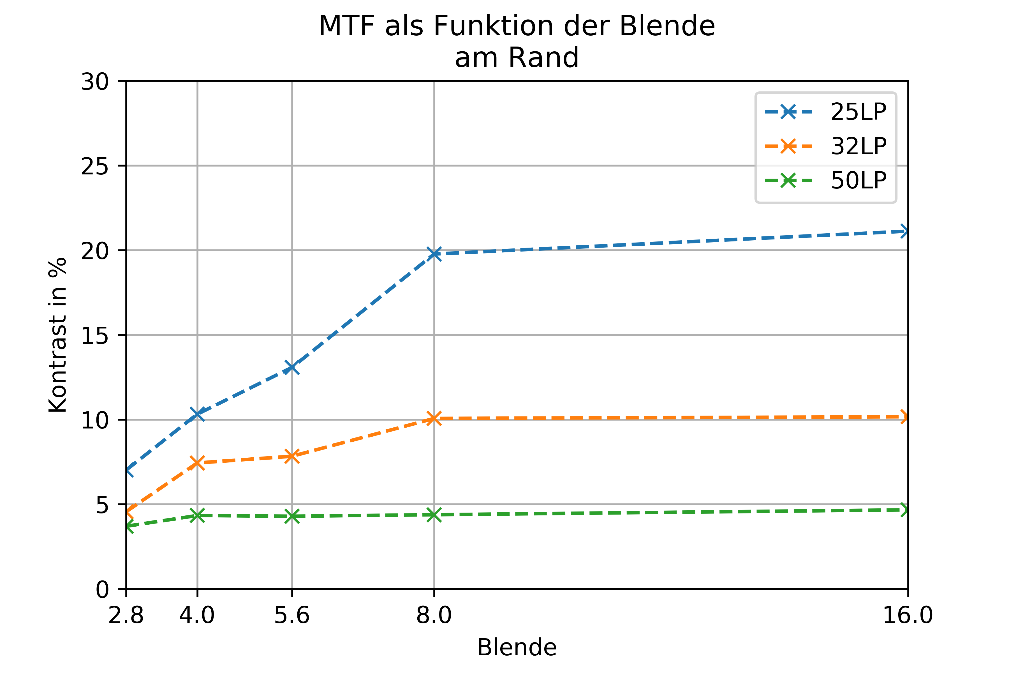 MTF als Funktion der Blende
am Rand
30
25
20
15
10
5
0
Kontrast in %
25LP
32LP
50LP
2.8 4.0 5.6 8.0 16.0
Blende